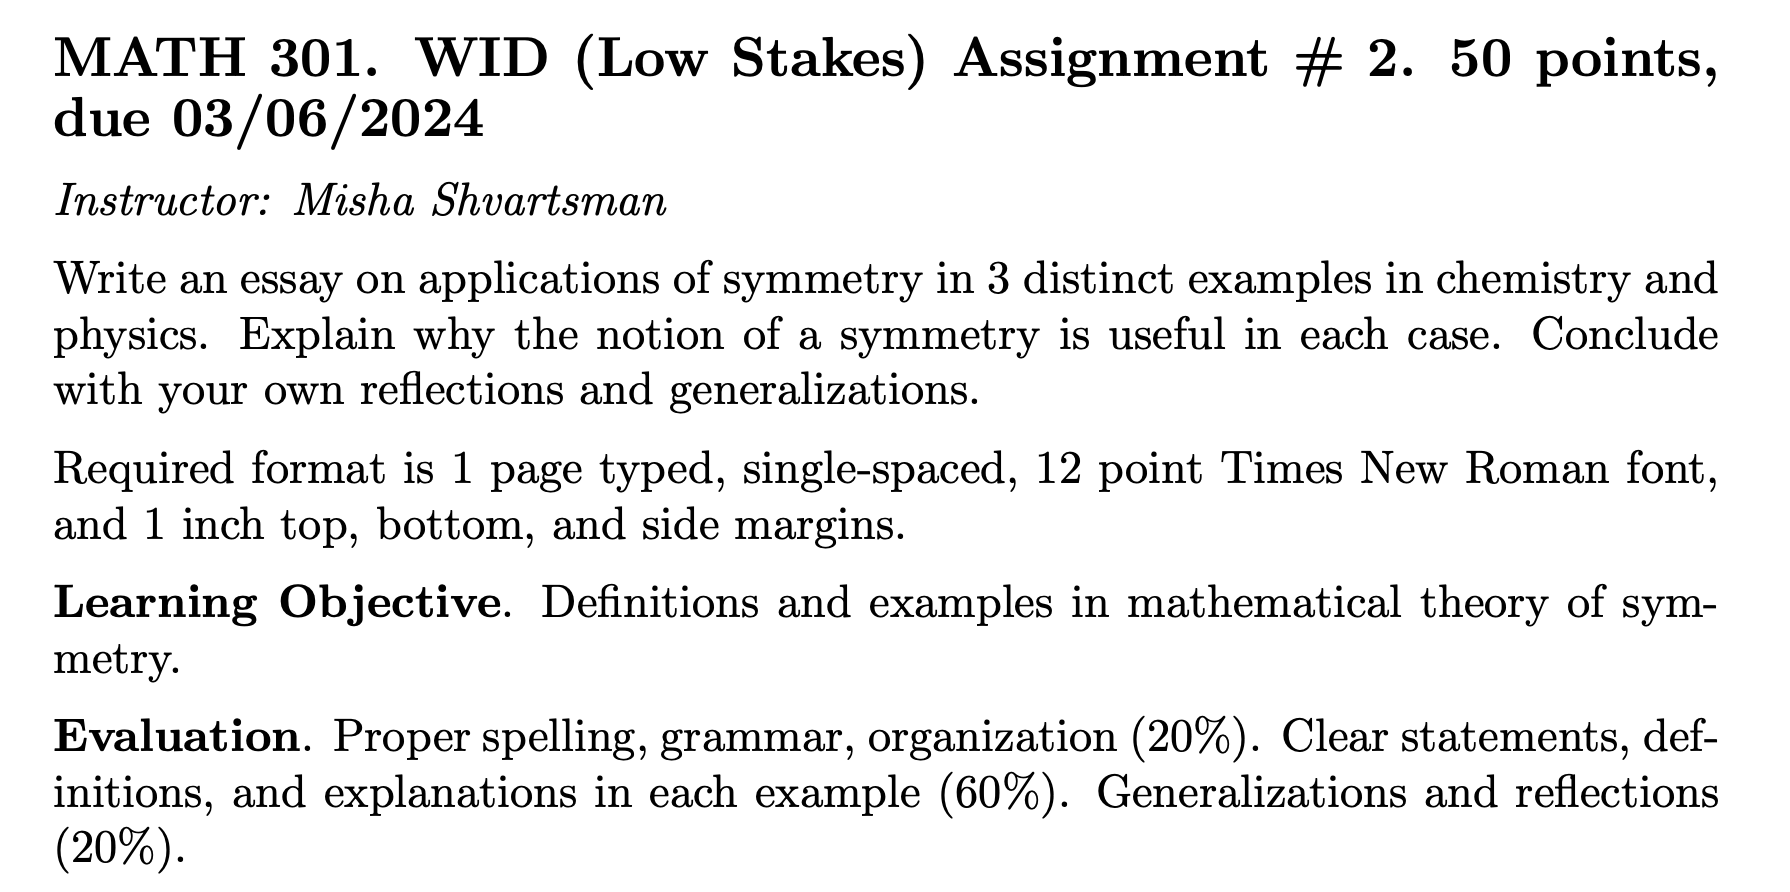 MATH 301. WID (Low Stakes) Assignment # 2. 50 points,
due 03/06/2024
Instructor: Misha Shvartsman
Write an essay on applications of symmetry in 3 distinct examples in chemistry and
physics. Explain why the notion of a symmetry is useful in each case. Conclude
with your own reflections and generalizations.
Required format is 1 page typed, single-spaced, 12 point Times New Roman font,
and 1 inch top, bottom, and side margins.
Learning Objective. Definitions and examples in mathematical theory of sym-
metry.
Evaluation. Proper spelling, grammar, organization (20%). Clear statements, def-
initions, and explanations in each example (60%). Generalizations and reflections
(20%).